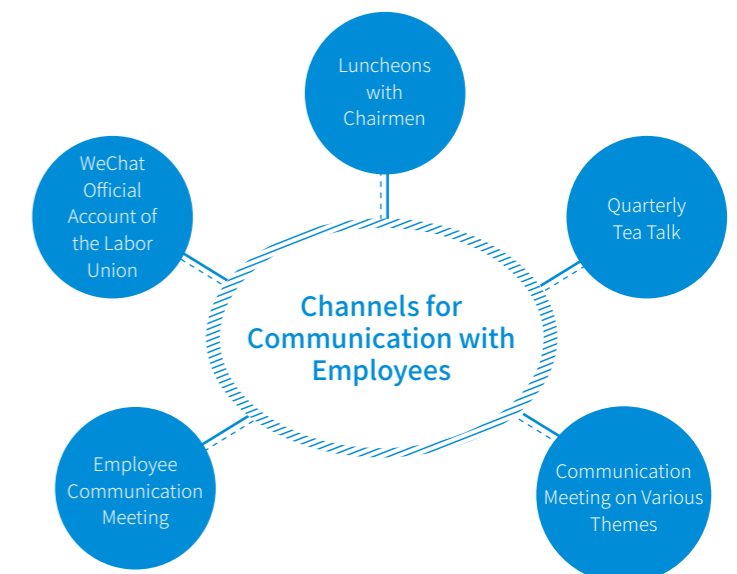 Luncheons
with
Chairmen
WeChat
Official
Account of
the Labor
Union
Quarterly
Tea Talk
Channels for
Communication with
Employees
Employee
Communication
Meeting
Communication
Meeting on Various
Themes